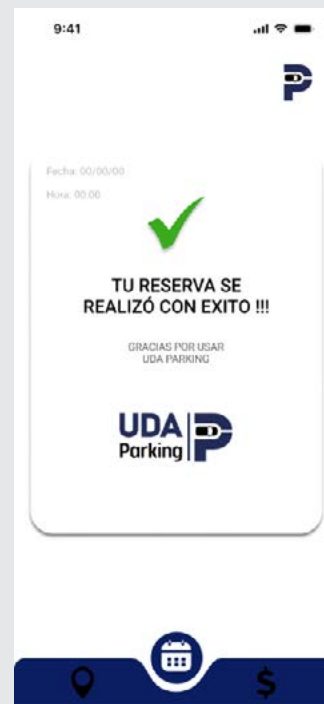 9:41
Fecha: 00/00/00
Hora: 00:00
TU RESERVA SE
REALIZÓ CON EXITO !!!
GRACIAS POR USAR
UDA PARKING
UDA
Parking